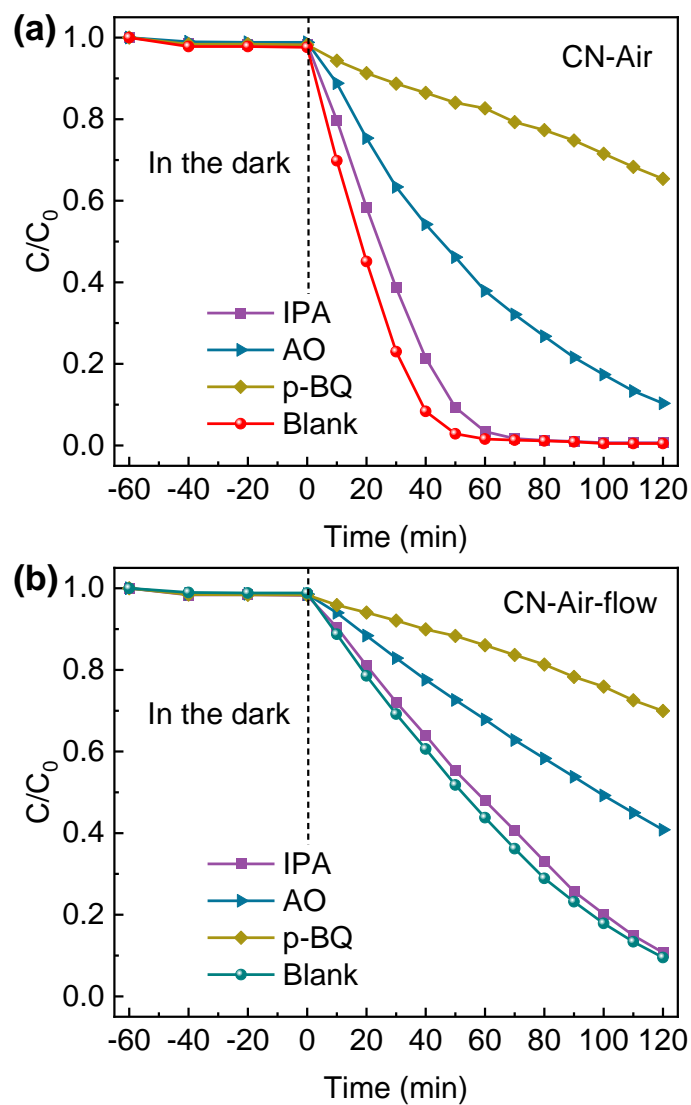 (a)
CN-Air
In the dark
IPA
AO
p-BQ
Blank
C/C₀
1.0
0.8
0.6
0.4
0.2
0.0
-60 -40 -20 0 20 40 60 80 100 120
Time (min)
(b)
CN-Air-flow
In the dark
IPA
AO
p-BQ
Blank
C/C₀
1.0
0.8
0.6
0.4
0.2
0.0
-60 -40 -20 0 20 40 60 80 100 120
Time (min)